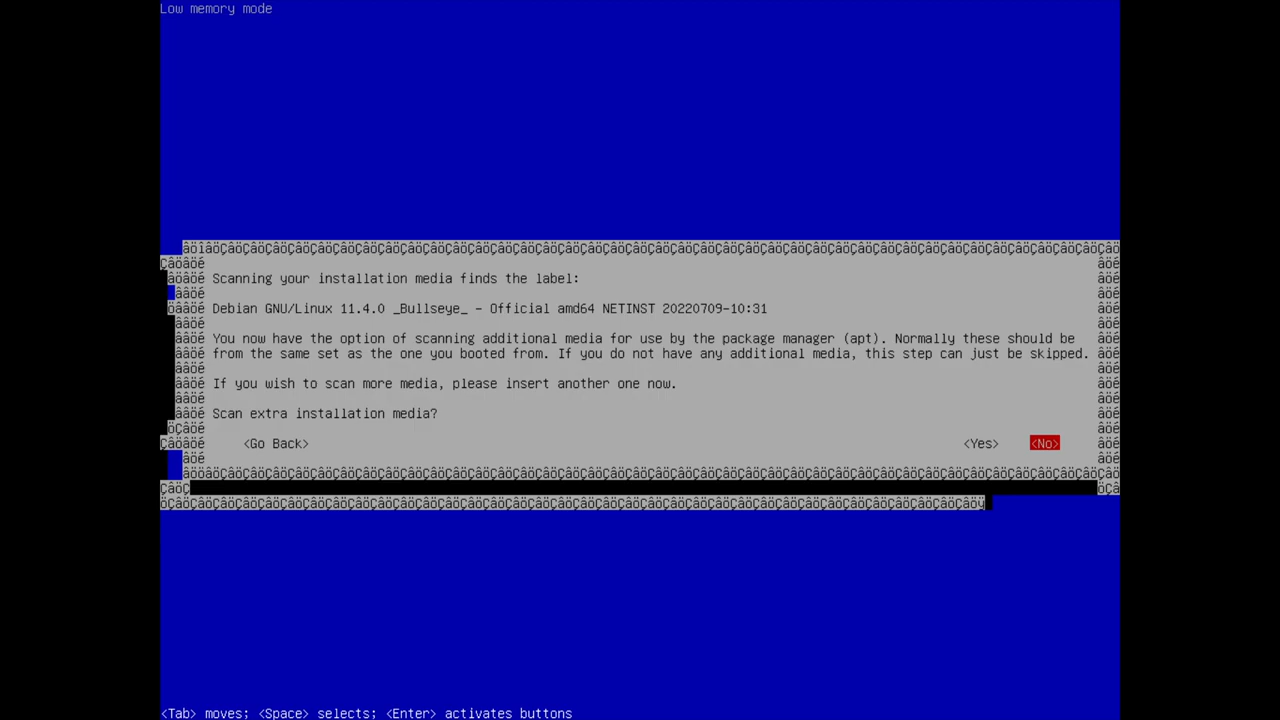 Low memory mode
Scanning your installation media finds the label:
Debian GNU/Linux 11.4.0 _Bullseye_ - Official amd64 NETINST 20220709-10:31
You now have the option of scanning additional media for use by the package manager (apt). Normally these should be
from the same set as the one you booted from. If you do not have any additional media, this step can just be skipped.
If you wish to scan more media, please insert another one now.
Scan extra installation media?
<Go Back> <Yes> <No>
<Tab> moves; <Space> selects; <Enter> activates buttons